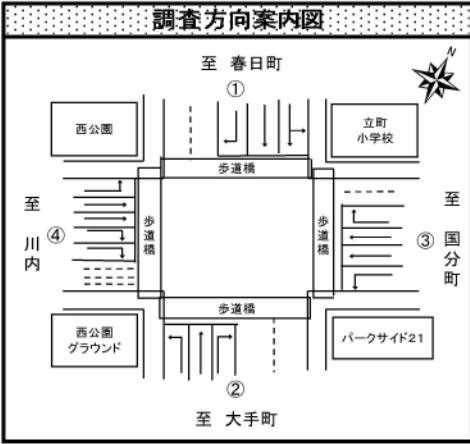 調査方向案内図
N
至 春日町
①
西公園
立町
小学校
歩道橋
至 川内
④
歩道橋
歩道橋
③
至 国分町
歩道橋
西公園
グラウンド
パークサイド21
②
至 大手町